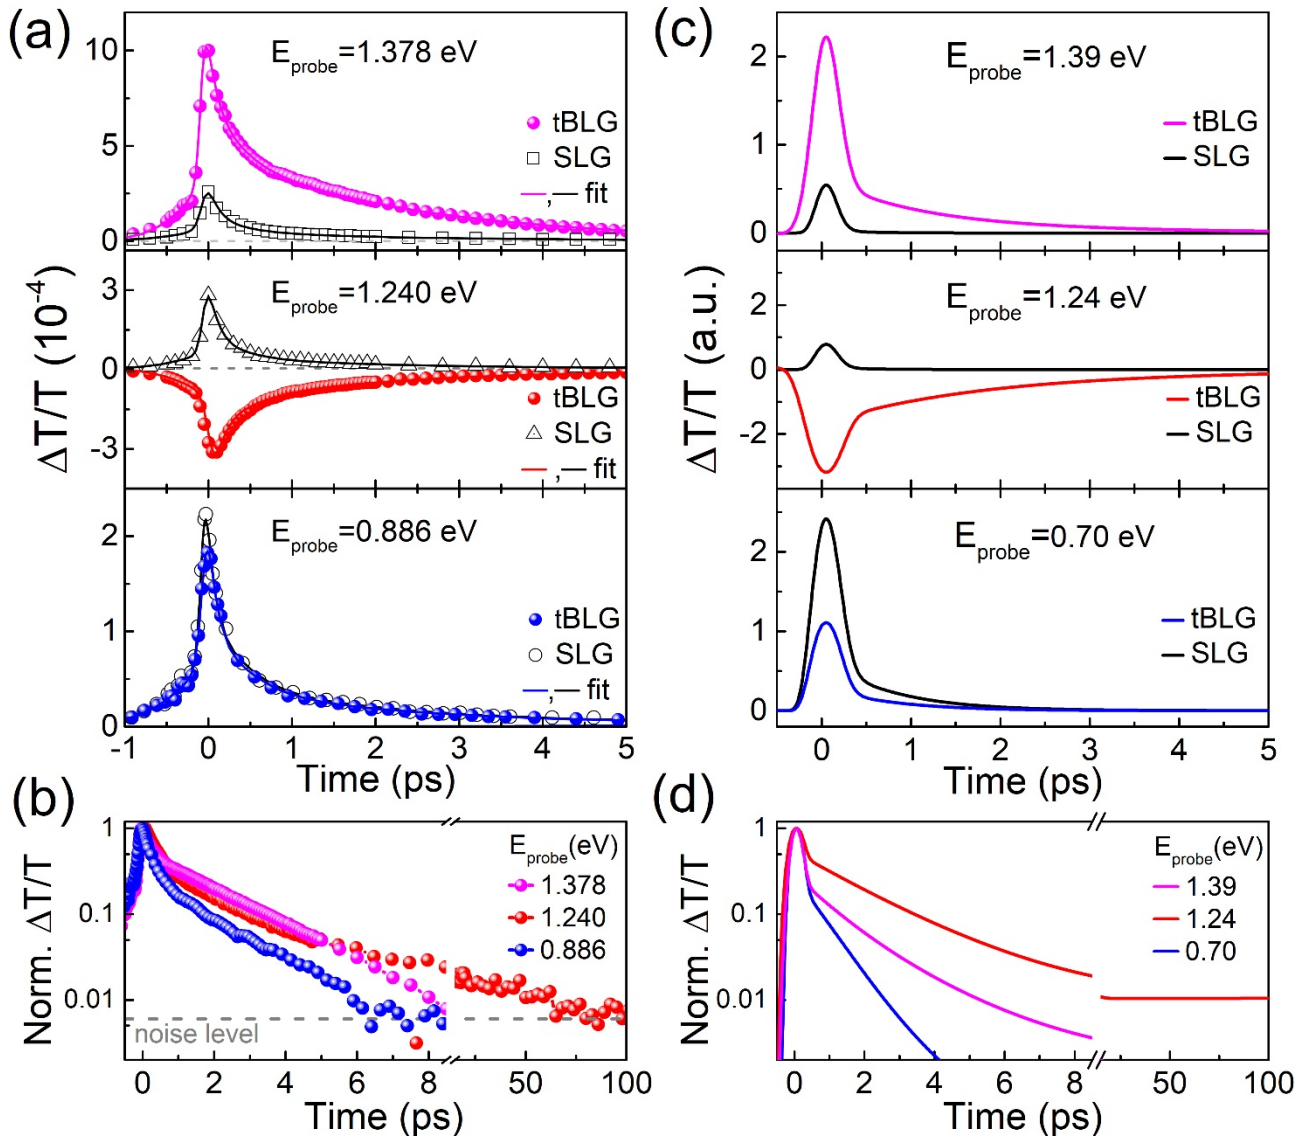 (a)
E_probe=1.378 eV
10
5
0
tBLG
SLG
—,— fit
ΔT/T (10⁻⁴)
E_probe=1.240 eV
3
0
-3
tBLG
SLG
—,— fit
E_probe=0.886 eV
2
1
0
tBLG
SLG
—,— fit
-1 0 1 2 3 4 5
Time (ps)
(c)
E_probe=1.39 eV
2
1
0
tBLG
SLG
ΔT/T (a.u.)
E_probe=1.24 eV
2
0
-2
tBLG
SLG
E_probe=0.70 eV
2
1
0
tBLG
SLG
0 1 2 3 4 5
Time (ps)
(b)
Norm. ΔT/T
1
0.1
0.01
E_probe(eV)
1.378
1.240
0.886
noise level
0 2 4 6 8 50 100
Time (ps)
(d)
Norm. ΔT/T
1
0.1
0.01
E_probe(eV)
1.39
1.24
0.70
0 2 4 6 8 50 100
Time (ps)